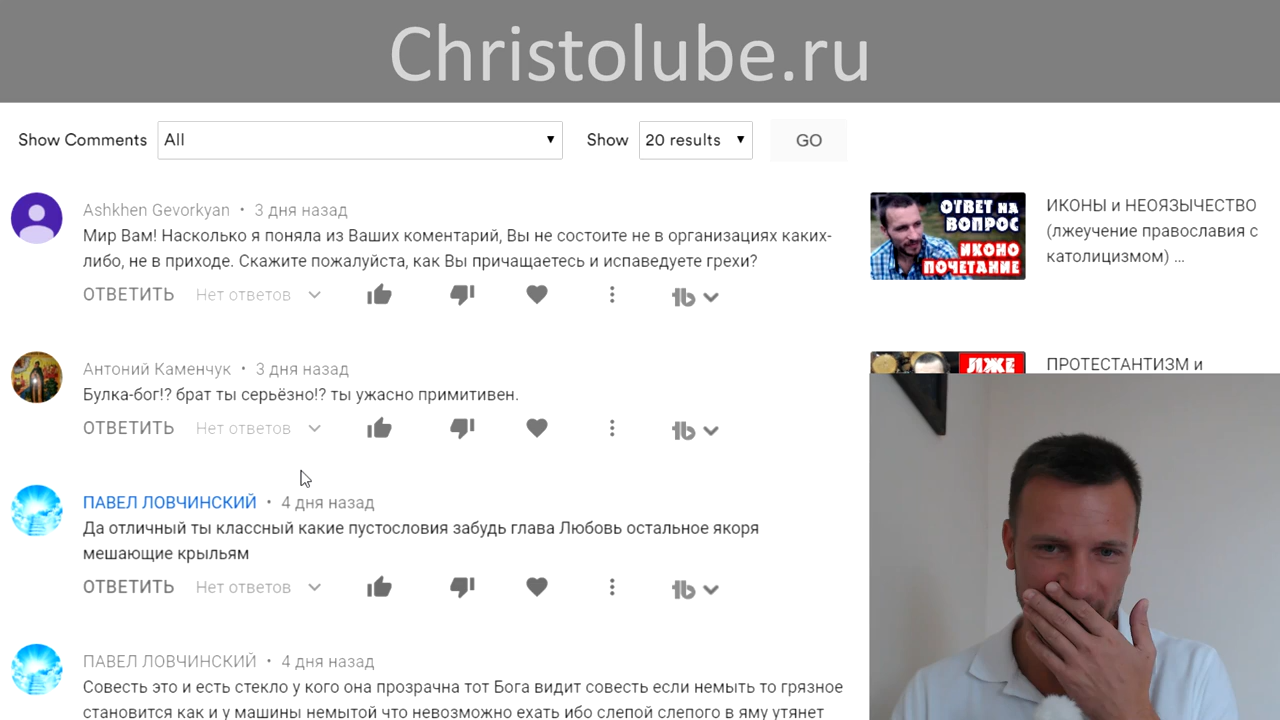 Christolube.ru
Show Comments
All
Show
20 results
GO
Ashkhen Gevorkyan • 3 дня назад
Мир Вам! Насколько я поняла из Ваших коментарий, Вы не состоите не в организациях каких-
либо, не в приходе. Скажите пожалуйста, как Вы причащаетесь и испаведуете грехи?
ОТВЕТИТЬ Нет ответов
ОТВЕТ НА
ВОПРОС
ИКОНО
ПОЧЕТАНИЕ
ИКОНЫ и НЕОЯЗЫЧЕСТВО
(лжеучение православия с
католицизмом) ...
Антоний Каменчук • 3 дня назад
Булка-бог!? брат ты серьёзно!? ты ужасно примитивен.
ОТВЕТИТЬ Нет ответов
ЛЖЕ
ПРОТЕСТАНТИЗМ и
ПАВЕЛ ЛОВЧИНСКИЙ • 4 дня назад
Да отличный ты классный какие пустословия забудь глава Любовь остальное якоря
мешающие крыльям
ОТВЕТИТЬ Нет ответов
ПАВЕЛ ЛОВЧИНСКИЙ • 4 дня назад
Совесть это и есть стекло у кого она прозрачна тот Бога видит совесть если немыть то грязное
становится как и у машины немытой что невозможно ехать ибо слепой слепого в яму утянет